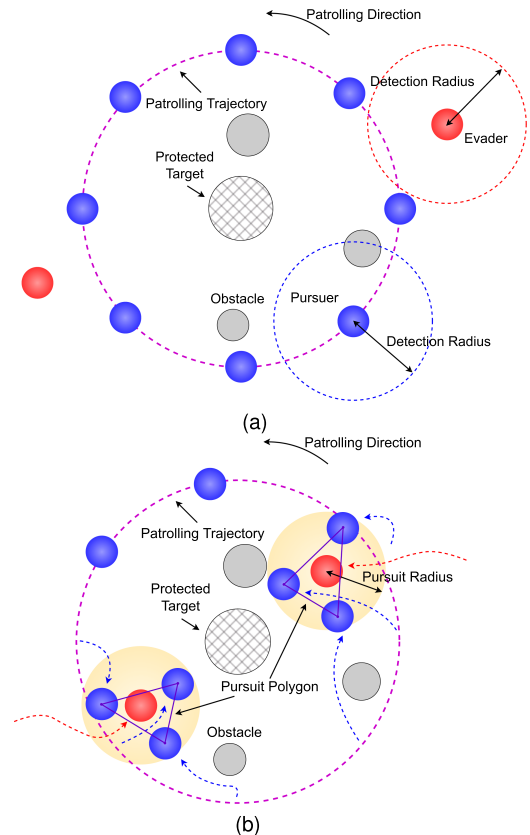 Patrolling Direction
Detection Radius
Patrolling Trajectory
Evader
Protected
Target
Obstacle
Pursuer
Detection Radius
(a)
Patrolling Direction
Patrolling Trajectory
Pursuit Radius
Protected
Target
Pursuit Polygon
Obstacle
(b)